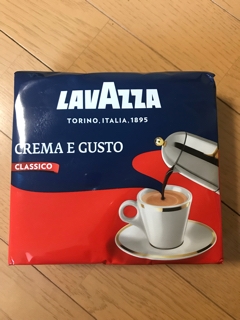 LAVAZZA
TORINO, ITALIA, 1895
CREMA E GUSTO
CLASSICO